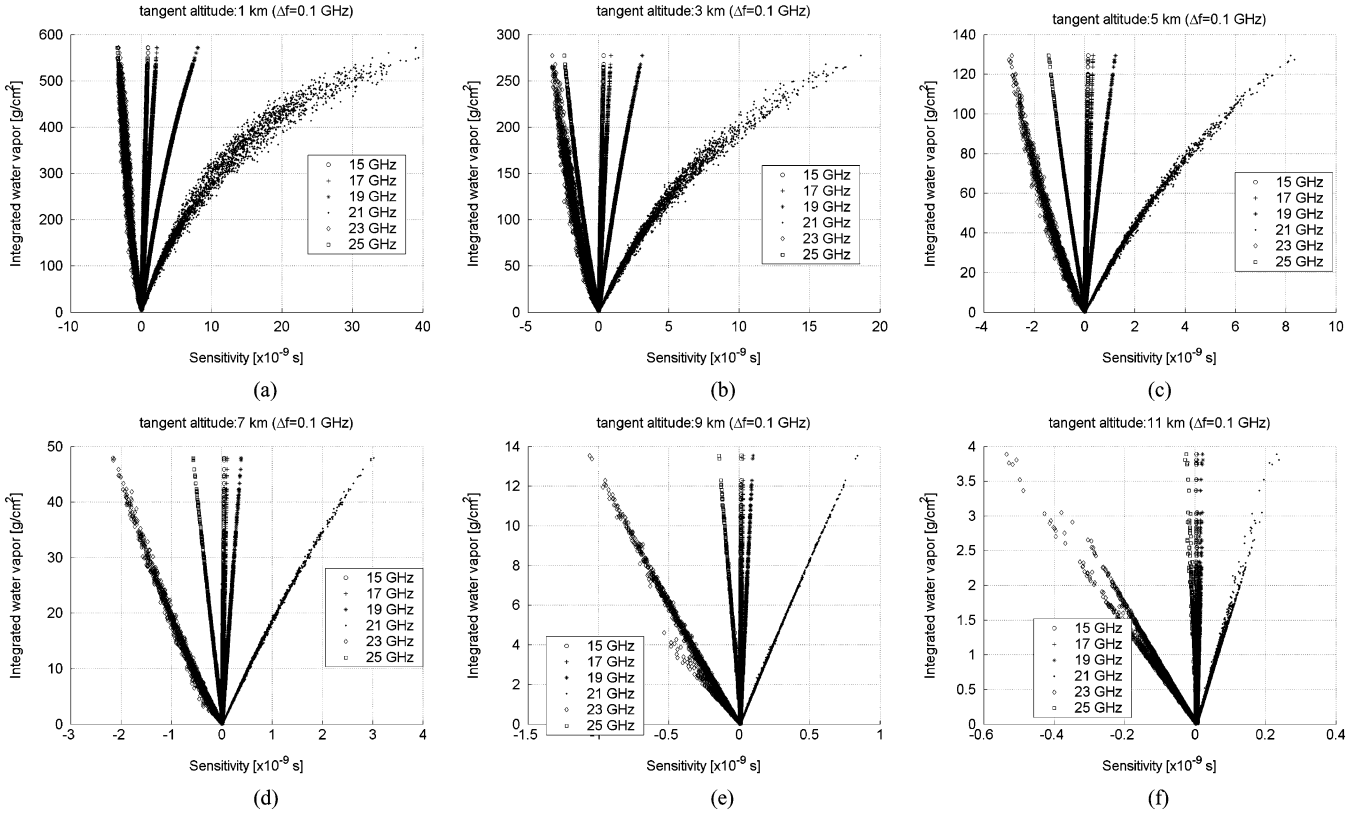 tangent altitude:1 km (Δf=0.1 GHz)
Integrated water vapor [g/cm²]
600
500
400
300
200
100
0
15 GHz
17 GHz
19 GHz
21 GHz
23 GHz
25 GHz
-10 0 10 20 30 40
Sensitivity [x10⁻⁹ s]
(a)
tangent altitude:3 km (Δf=0.1 GHz)
Integrated water vapor [g/cm²]
300
250
200
150
100
50
0
15 GHz
17 GHz
19 GHz
21 GHz
23 GHz
25 GHz
-5 0 5 10 15 20
Sensitivity [x10⁻⁹ s]
(b)
tangent altitude:5 km (Δf=0.1 GHz)
Integrated water vapor [g/cm²]
140
120
100
80
60
40
20
0
15 GHz
17 GHz
19 GHz
21 GHz
23 GHz
25 GHz
-4 -2 0 2 4 6 8 10
Sensitivity [x10⁻⁹ s]
(c)
tangent altitude:7 km (Δf=0.1 GHz)
Integrated water vapor [g/cm²]
50
40
30
20
10
0
15 GHz
17 GHz
19 GHz
21 GHz
23 GHz
25 GHz
-3 -2 -1 0 1 2 3 4
Sensitivity [x10⁻⁹ s]
(d)
tangent altitude:9 km (Δf=0.1 GHz)
Integrated water vapor [g/cm²]
14
12
10
8
6
4
2
0
15 GHz
17 GHz
19 GHz
21 GHz
23 GHz
25 GHz
-1.5 -0.5 0 0.5 1
Sensitivity [x10⁻⁹ s]
(e)
tangent altitude:11 km (Δf=0.1 GHz)
Integrated water vapor [g/cm²]
4
3.5
3
2.5
2
1.5
1
0.5
0
15 GHz
17 GHz
19 GHz
21 GHz
23 GHz
25 GHz
-0.6 -0.4 -0.2 0 0.2 0.4
Sensitivity [x10⁻⁹ s]
(f)